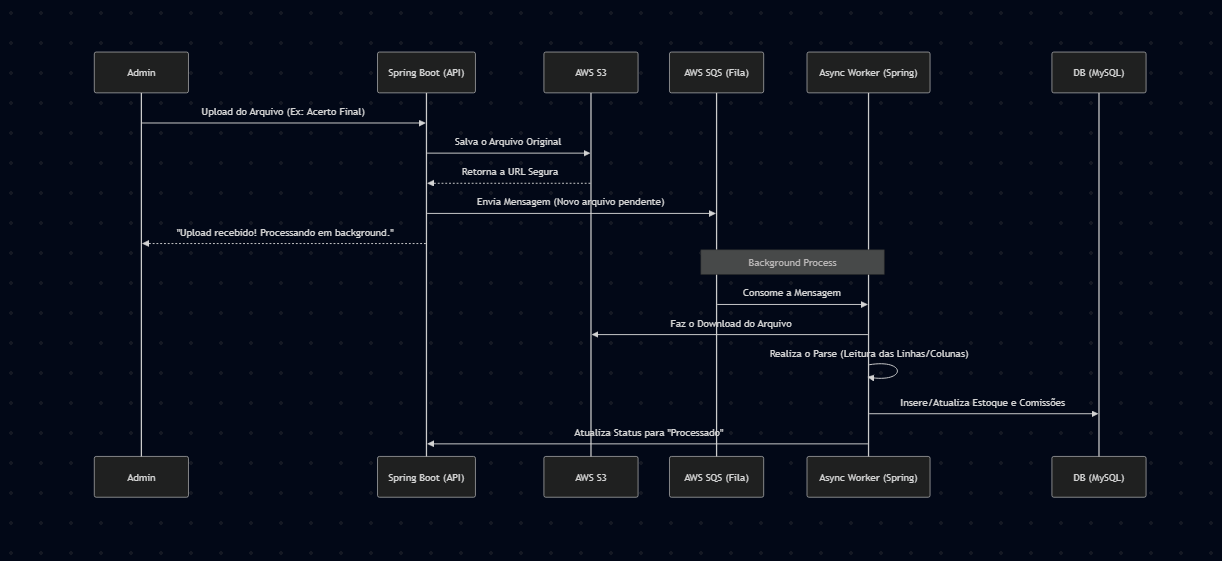 Admin
Spring Boot (API)
AWS S3
AWS SQS (Fila)
Async Worker (Spring)
DB (MySQL)
Upload do Arquivo (Ex: Acerto Final)
Salva o Arquivo Original
Retorna a URL Segura
Envia Mensagem (Novo arquivo pendente)
"Upload recebido! Processando em background."
Background Process
Consome a Mensagem
Faz o Download do Arquivo
Realiza o Parse (Leitura das Linhas/Colunas)
Insere/Atualiza Estoque e Comissões
Atualiza Status para "Processado"
Admin
Spring Boot (API)
AWS S3
AWS SQS (Fila)
Async Worker (Spring)
DB (MySQL)